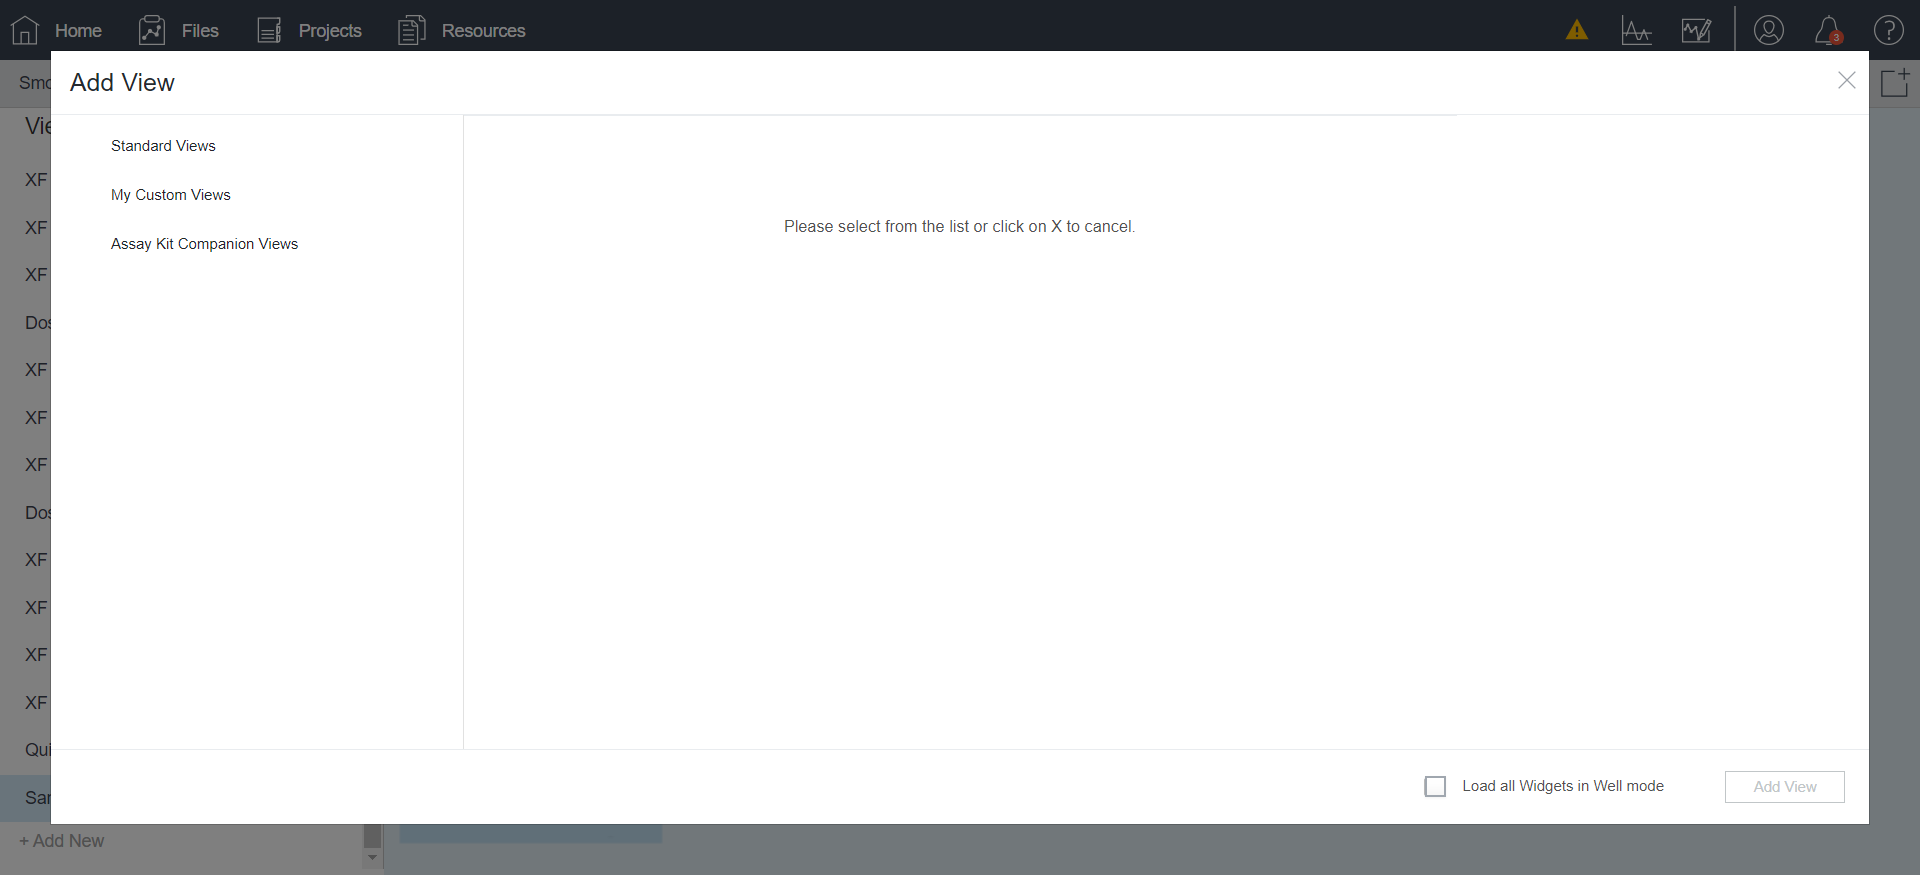 Home
Files
Projects
Resources
3
?
Smo
Add View
Vie
Standard Views
XF
My Custom Views
XF
Please select from the list or click on X to cancel.
Assay Kit Companion Views
XF
Dos
XF
XF
XF
Dos
XF
XF
XF
XF
Qui
Load all Widgets in Well mode
Add View
Sar
+ Add New